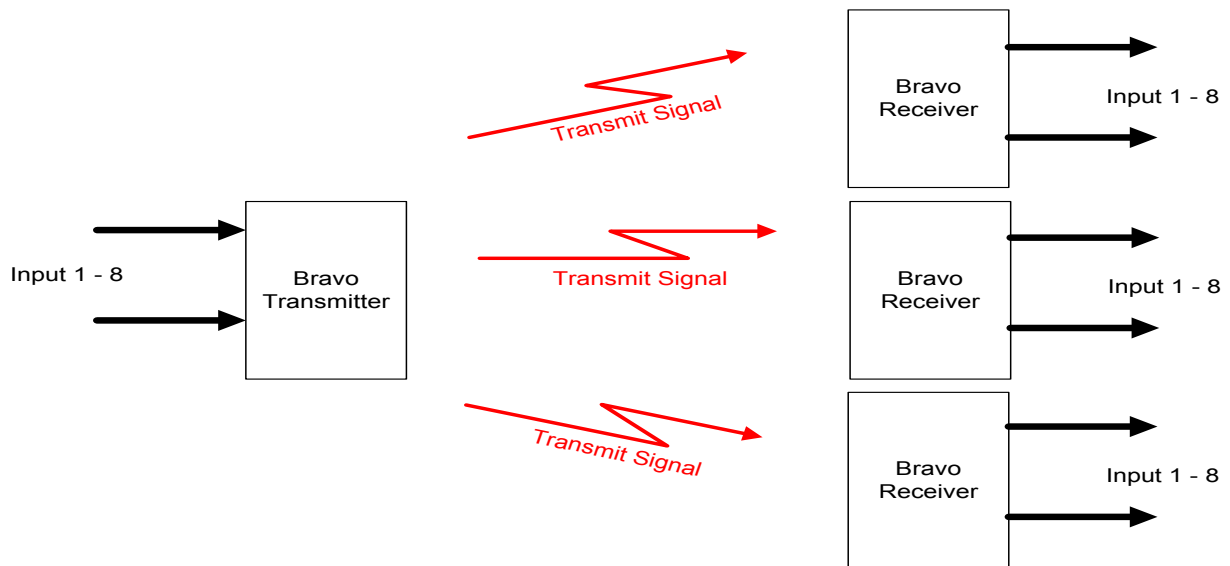 Input 1 - 8
Bravo
Transmitter
Transmit Signal
Bravo
Receiver
Input 1 - 8
Transmit Signal
Bravo
Receiver
Input 1 - 8
Transmit Signal
Bravo
Receiver
Input 1 - 8